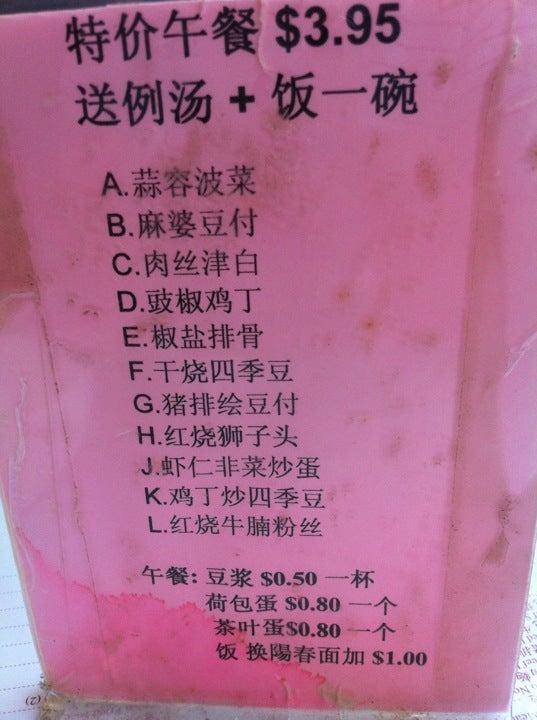 特价午餐 $3.95
送例汤 + 饭一碗
A.蒜容波菜
B.麻婆豆付
C.肉丝津白
D.豉椒鸡丁
E.椒盐排骨
F.干烧四季豆
G.猪排绘豆付
H.红烧狮子头
J.虾仁韭菜炒蛋
K.鸡丁炒四季豆
L.红烧牛腩粉丝
午餐: 豆浆 $0.50 一杯
荷包蛋 $0.80 一个
茶叶蛋$0.80 一个
饭 换陽春面加 $1.00
(2)